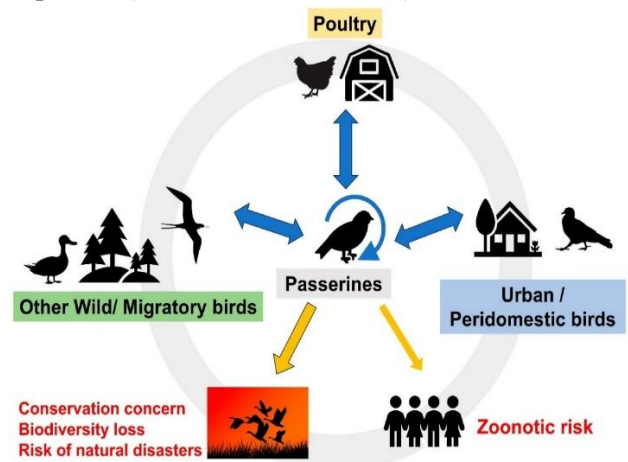 Poultry
Passerines
Other Wild/ Migratory birds
Urban /
Peridomestic birds
Conservation concern
Biodiversity loss
Risk of natural disasters
Zoonotic risk